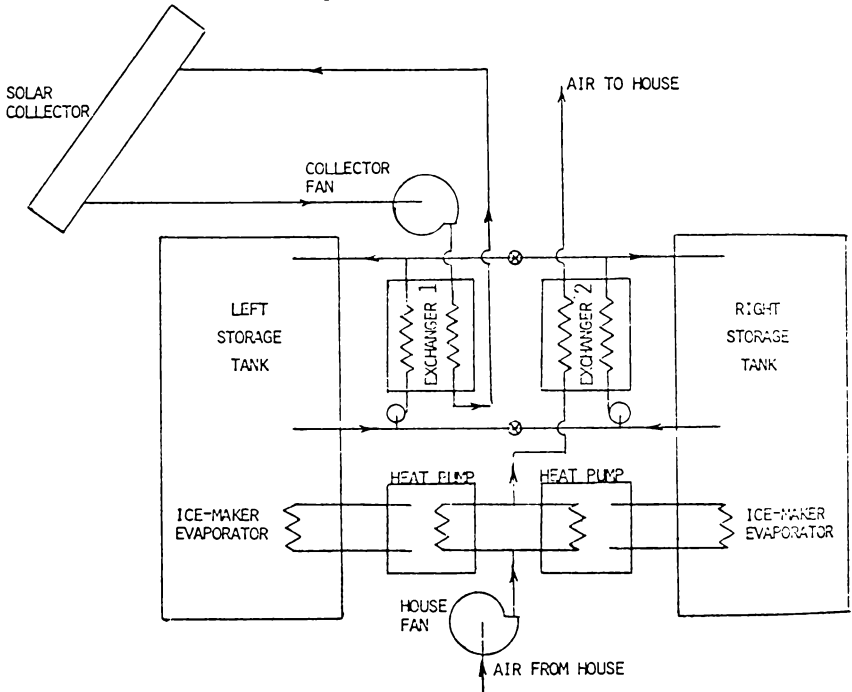 SOLAR
COLLECTOR
AIR TO HOUSE
COLLECTOR
FAN
LEFT
STORAGE
TANK
EXCHANGER 1
EXCHANGER 2
RIGHT
STORAGE
TANK
HEAT PUMP
HEAT PUMP
ICE-MAKER
EVAPORATOR
ICE-MAKER
EVAPORATOR
HOUSE
FAN
AIR FROM HOUSE